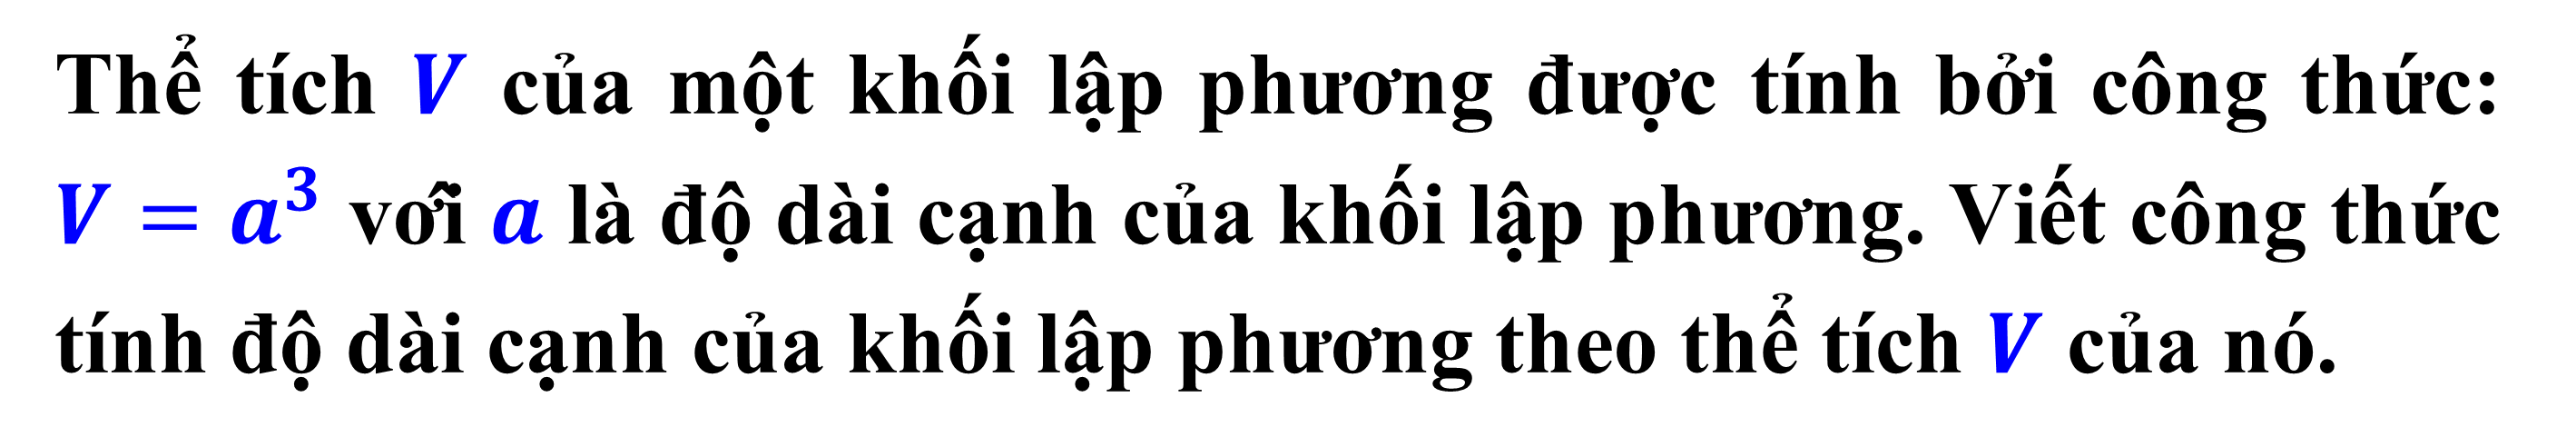 Thể tích V của một khối lập phương được tính bởi công thức:
V = a³ với a là độ dài cạnh của khối lập phương. Viết công thức
tính độ dài cạnh của khối lập phương theo thể tích V của nó.